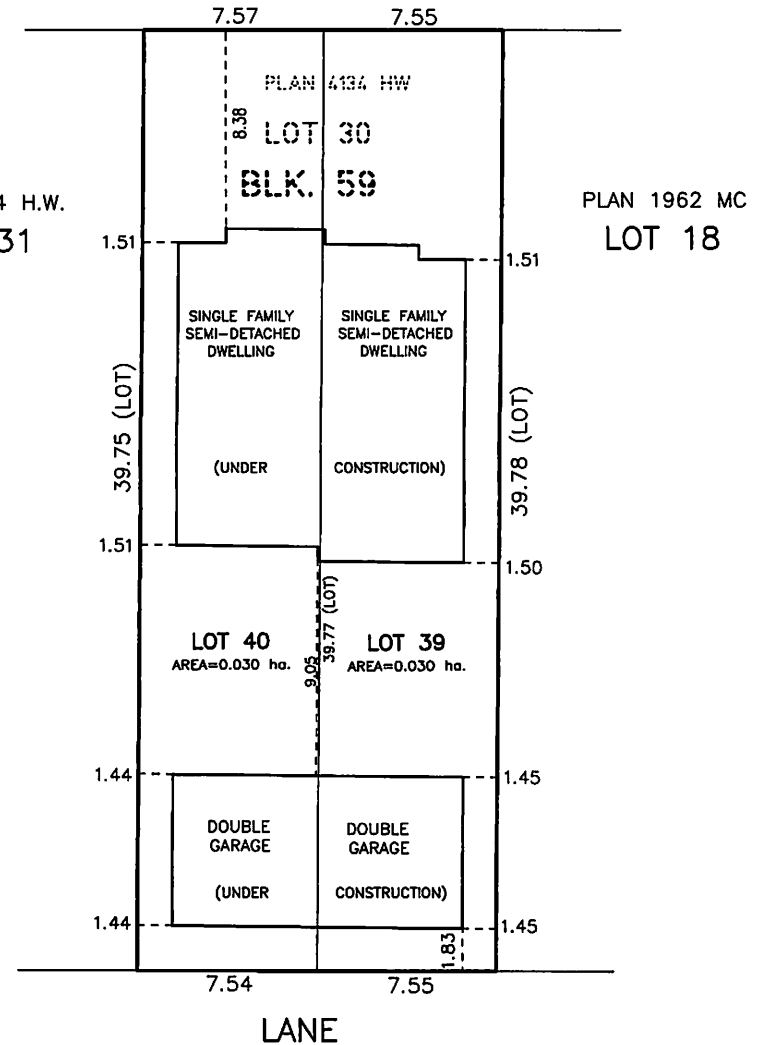 7.57
7.55
PLAN 4134 HW
8.38
LOT 30
BLK. 59
4 H.W.
31
PLAN 1962 MC
LOT 18
1.51
1.51
SINGLE FAMILY
SEMI-DETACHED
DWELLING
SINGLE FAMILY
SEMI-DETACHED
DWELLING
39.75 (LOT)
39.78 (LOT)
(UNDER
CONSTRUCTION)
1.51
1.50
39.77 (LOT)
9.05
LOT 40
AREA=0.030 ha.
LOT 39
AREA=0.030 ha.
1.44
1.45
DOUBLE
GARAGE
DOUBLE
GARAGE
(UNDER
CONSTRUCTION)
1.44
1.45
1.83
7.54
7.55
LANE